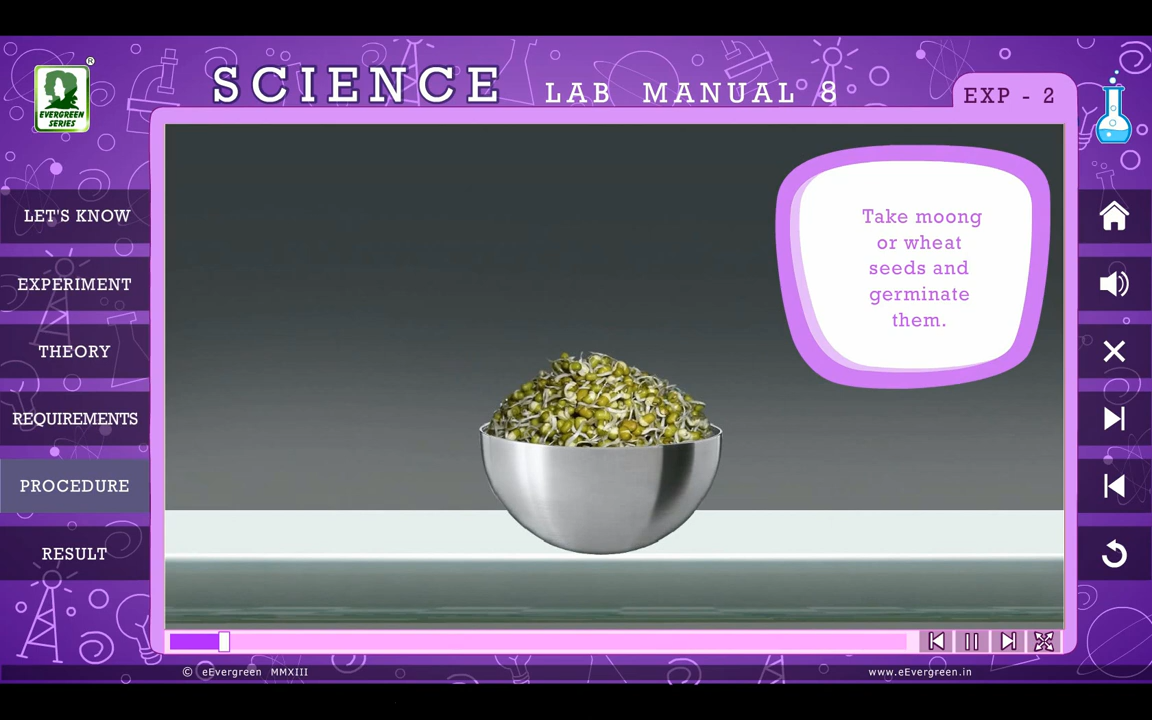 ®
EVERGREEN
SERIES
SCIENCE LAB MANUAL 8
EXP - 2
LET'S KNOW
EXPERIMENT
THEORY
REQUIREMENTS
PROCEDURE
RESULT
Take moong
or wheat
seeds and
germinate
them.
© eEvergreen MMXIII
www.eEvergreen.in